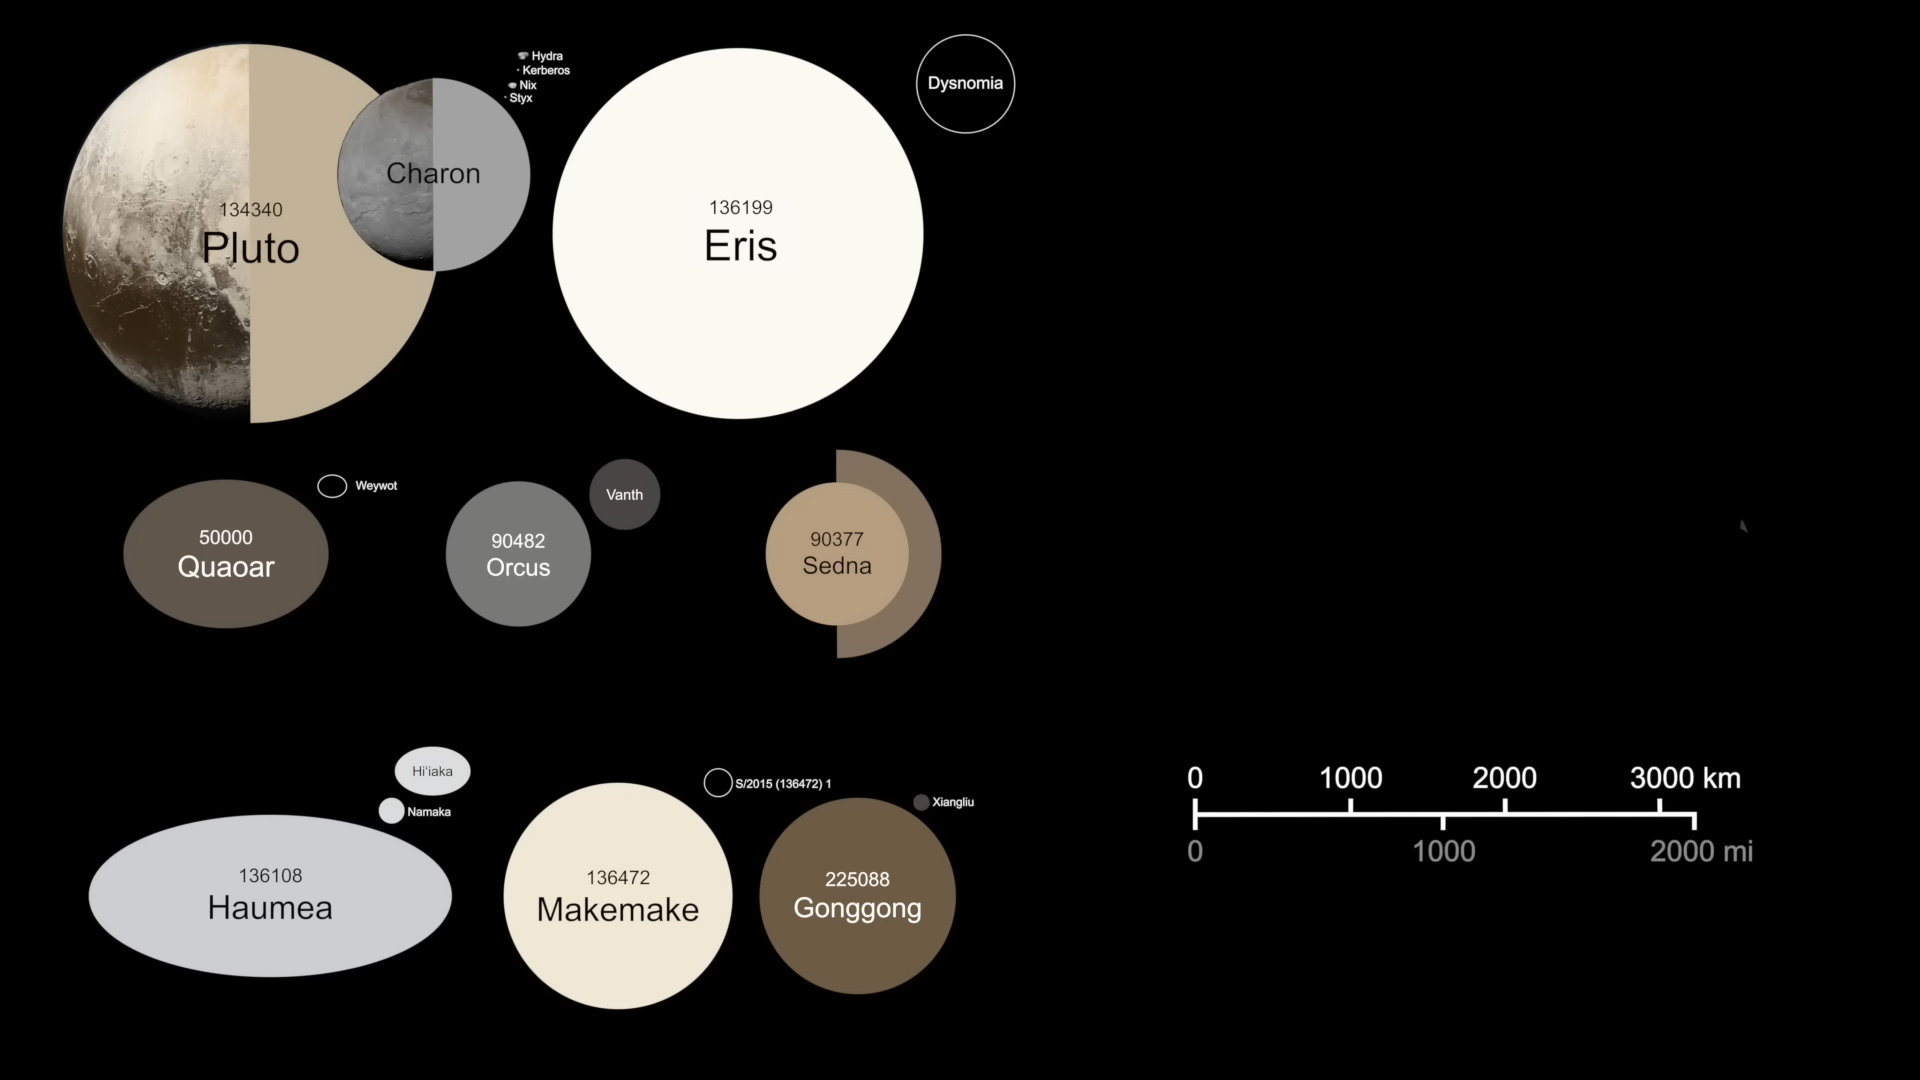 Hydra
Kerberos
Nix
Styx
Dysnomia
Charon
134340
Pluto
136199
Eris
Weywot
Vanth
50000
Quaoar
90482
Orcus
90377
Sedna
Hiʻiaka
Namaka
S/2015 (136472) 1
Xiangliu
136108
Haumea
136472
Makemake
225088
Gonggong
0 1000 2000 3000 km
0 1000 2000 mi